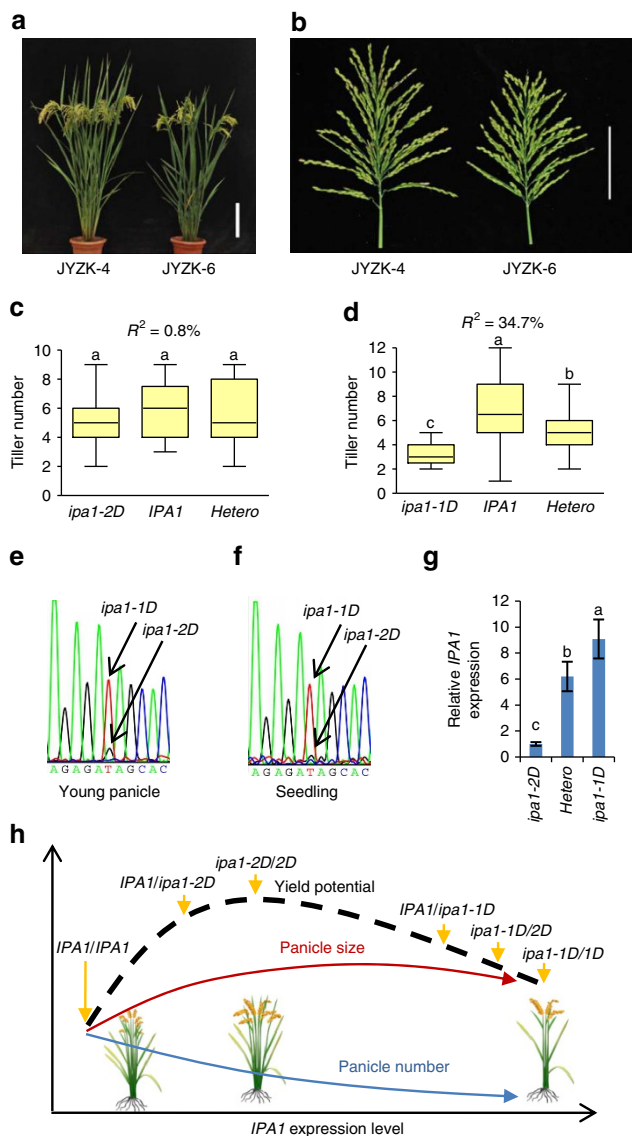 a
b
JYZK-4
JYZK-6
JYZK-4
JYZK-6
c
R² = 0.8%
Tiller number
10
8
6
4
2
0
a
a
a
ipa1-2D
IPA1
Hetero
d
R² = 34.7%
Tiller number
12
10
8
6
4
2
0
c
a
b
ipa1-1D
IPA1
Hetero
e
ipa1-1D
ipa1-2D
AGAGATAGCAC
Young panicle
f
ipa1-1D
ipa1-2D
AGAGATAGCAC
Seedling
g
Relative IPA1
expression
12
10
8
6
4
2
0
c
b
a
ipa1-2D
Hetero
ipa1-1D
h
IPA1/IPA1
IPA1/ipa1-2D
ipa1-2D/2D
Yield potential
IPA1/ipa1-1D
ipa1-1D/2D
ipa1-1D/1D
Panicle size
Panicle number
IPA1 expression level